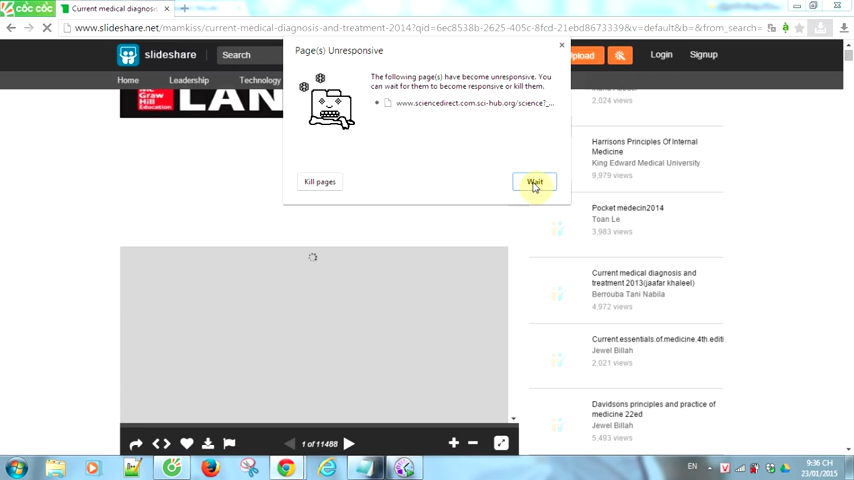 cốc cốc
Current medical diagnosis
www.slideshare.net/mamkiss/current-medical-diagnosis-and-treatment-2014?qid=6ec8538b-2625-405c-8fcd-21ebd8673339&v=default&b=&from_search=
slideshare
Search
Upload
Login
Signup
Home
Leadership
Technology
Page(s) Unresponsive
The following page(s) have become unresponsive. You
can wait for them to become responsive or kill them.
www.sciencedirect.com.sci-hub.org/science?_...
Kill pages
Wait
Mc
Graw
Hill
Education
LAN
2,024 views
Harrisons Principles Of Internal
Medicine
King Edward Medical University
9,979 views
Pocket medecin2014
Toan Le
3,983 views
Current medical diagnosis and
treatment 2013(jaafar khaleel)
Berrouba Tani Nabila
4,972 views
Current.essentials.of.medicine.4th.editi
Jewel Billah
2,021 views
Davidsons principles and practice of
medicine 22ed
Jewel Billah
5,493 views
1 of 11488
EN
9:36 CH
23/01/2015